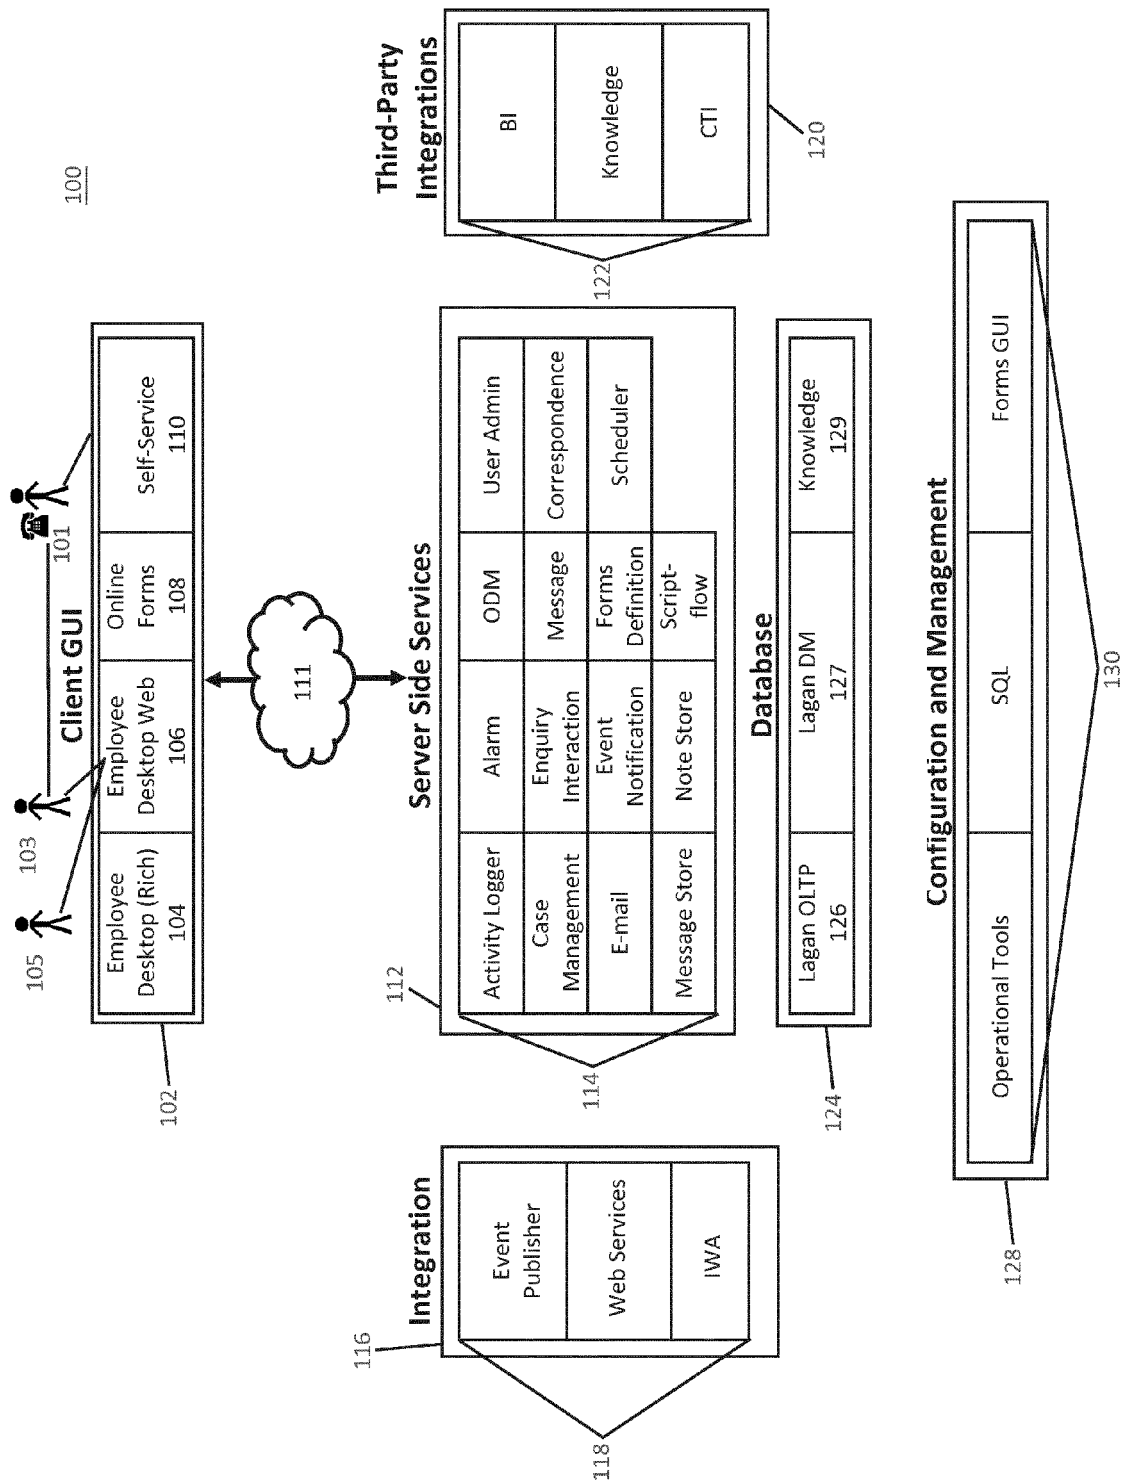 100
105
103
101
Client GUI
102
Employee
Desktop (Rich)
104
Employee
Desktop Web
106
Online
Forms
108
Self-Service
110
111
116
Integration
Event
Publisher
Web Services
IWA
118
112
Server Side Services
Activity Logger
Alarm
ODM
User Admin
Case
Management
Enquiry
Interaction
Message
Correspondence
E-mail
Event
Notification
Forms
Definition
Scheduler
Message Store
Note Store
Script-
flow
114
Third-Party
Integrations
BI
Knowledge
CTI
122
120
Database
Lagan OLTP
126
Lagan DM
127
Knowledge
129
124
Configuration and Management
Operational Tools
SQL
Forms GUI
128
130